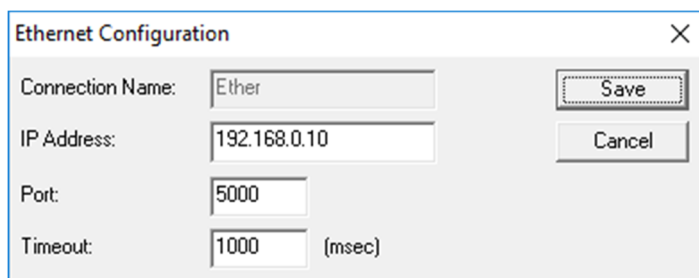 Ethernet Configuration
Connection Name: Ether Save
IP Address: 192.168.0.10 Cancel
Port: 5000
Timeout: 1000 (msec)